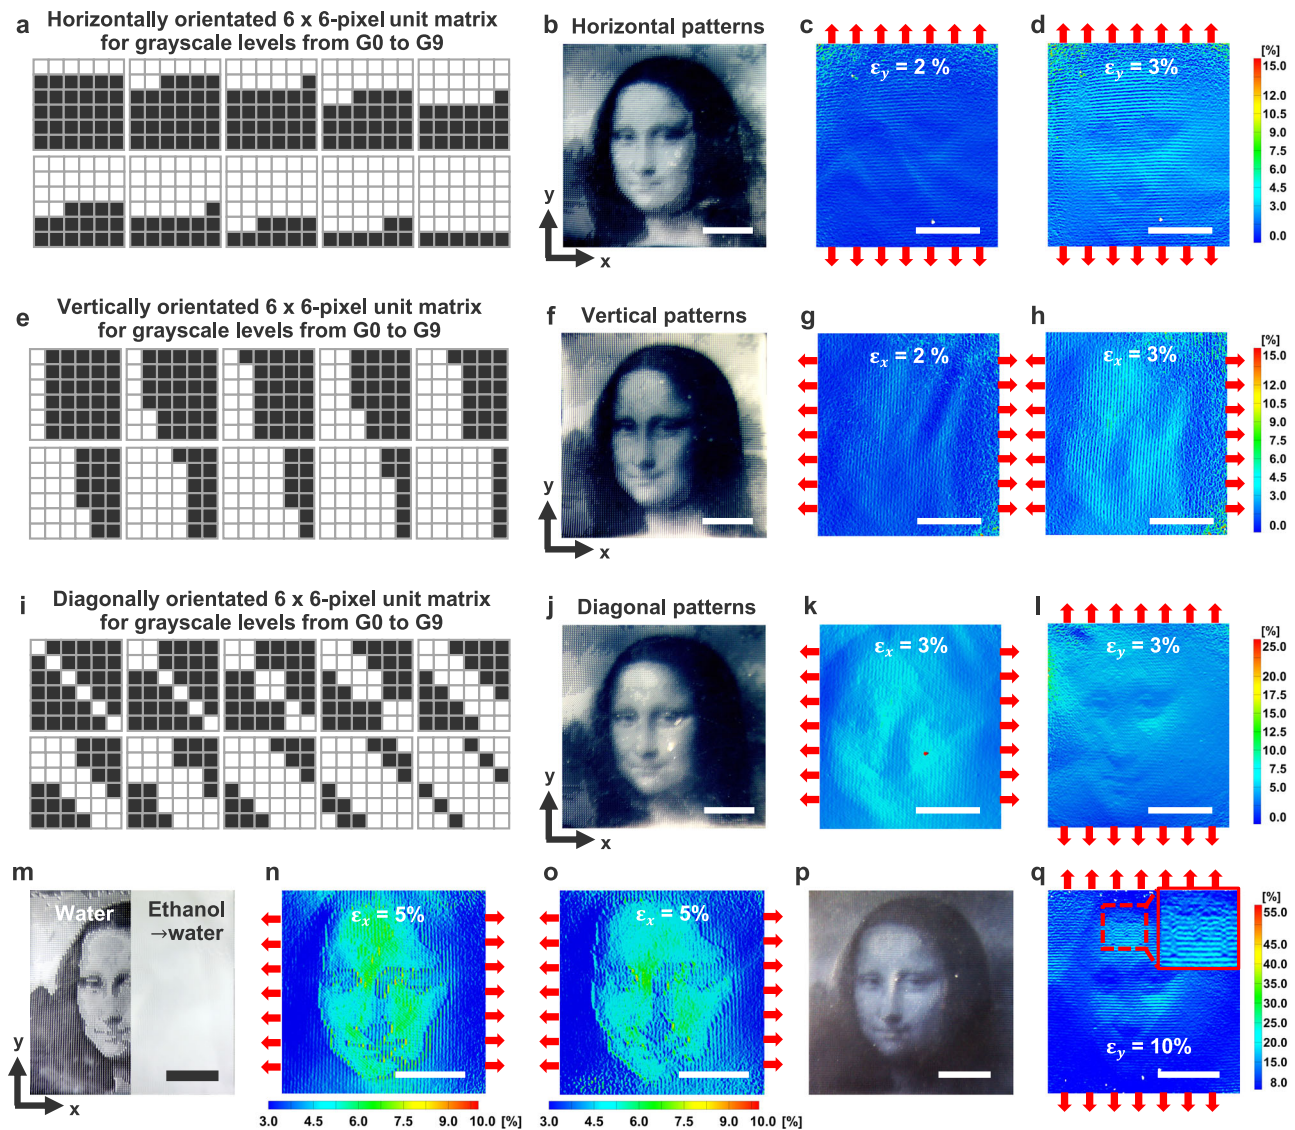 a Horizontally orientated 6 x 6-pixel unit matrix
for grayscale levels from G0 to G9
b Horizontal patterns
y
x
c
εy = 2 %
d
εy = 3%
[%]
15.0
12.0
9.0
7.5
6.0
4.5
3.0
0.0
e Vertically orientated 6 x 6-pixel unit matrix
for grayscale levels from G0 to G9
f Vertical patterns
y
x
g
εx = 2 %
h
εx = 3%
[%]
15.0
12.0
9.0
7.5
6.0
4.5
3.0
0.0
i Diagonally orientated 6 x 6-pixel unit matrix
for grayscale levels from G0 to G9
j Diagonal patterns
y
x
k
εx = 3%
l
εy = 3%
[%]
25.0
20.0
17.5
15.0
12.5
10.0
7.5
5.0
0.0
m
Water
Ethanol
→water
y
x
n
εx = 5%
3.0 4.5 6.0 9.0 10.0 [%]
o
εx = 5%
3.0 4.5 6.0 9.0 10.0 [%]
p
q
εy = 10%
[%]
55.0
45.0
40.0
35.0
30.0
25.0
20.0
15.0
8.0